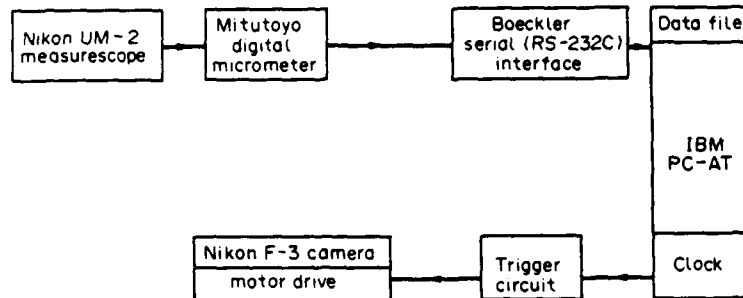 Nikon UM-2
measurescope
Mitutoyo
digital
micrometer
Boeckler
serial (RS-232C)
interface
Data file
IBM
PC-AT
Nikon F-3 camera
motor drive
Trigger
circuit
Clock